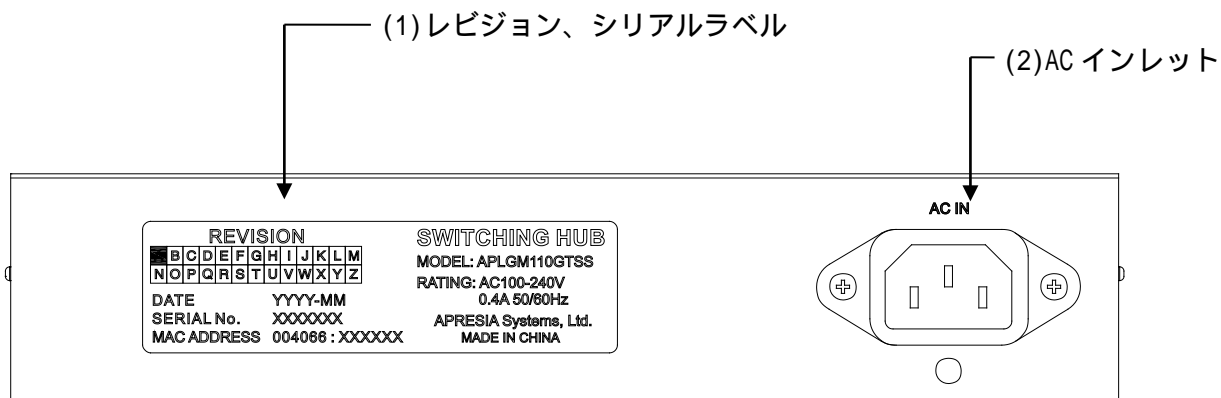 (1)レビジョン、シリアルラベル
(2)AC インレット
AC IN
REVISION
B C D E F G H I J K L M
N O P Q R S T U V W X Y Z
DATE YYYY-MM
SERIAL No. XXXXXXX
MAC ADDRESS 004066 : XXXXXX
SWITCHING HUB
MODEL: APLGM110GTSS
RATING: AC100-240V
0.4A 50/60Hz
APRESIA Systems, Ltd.
MADE IN CHINA